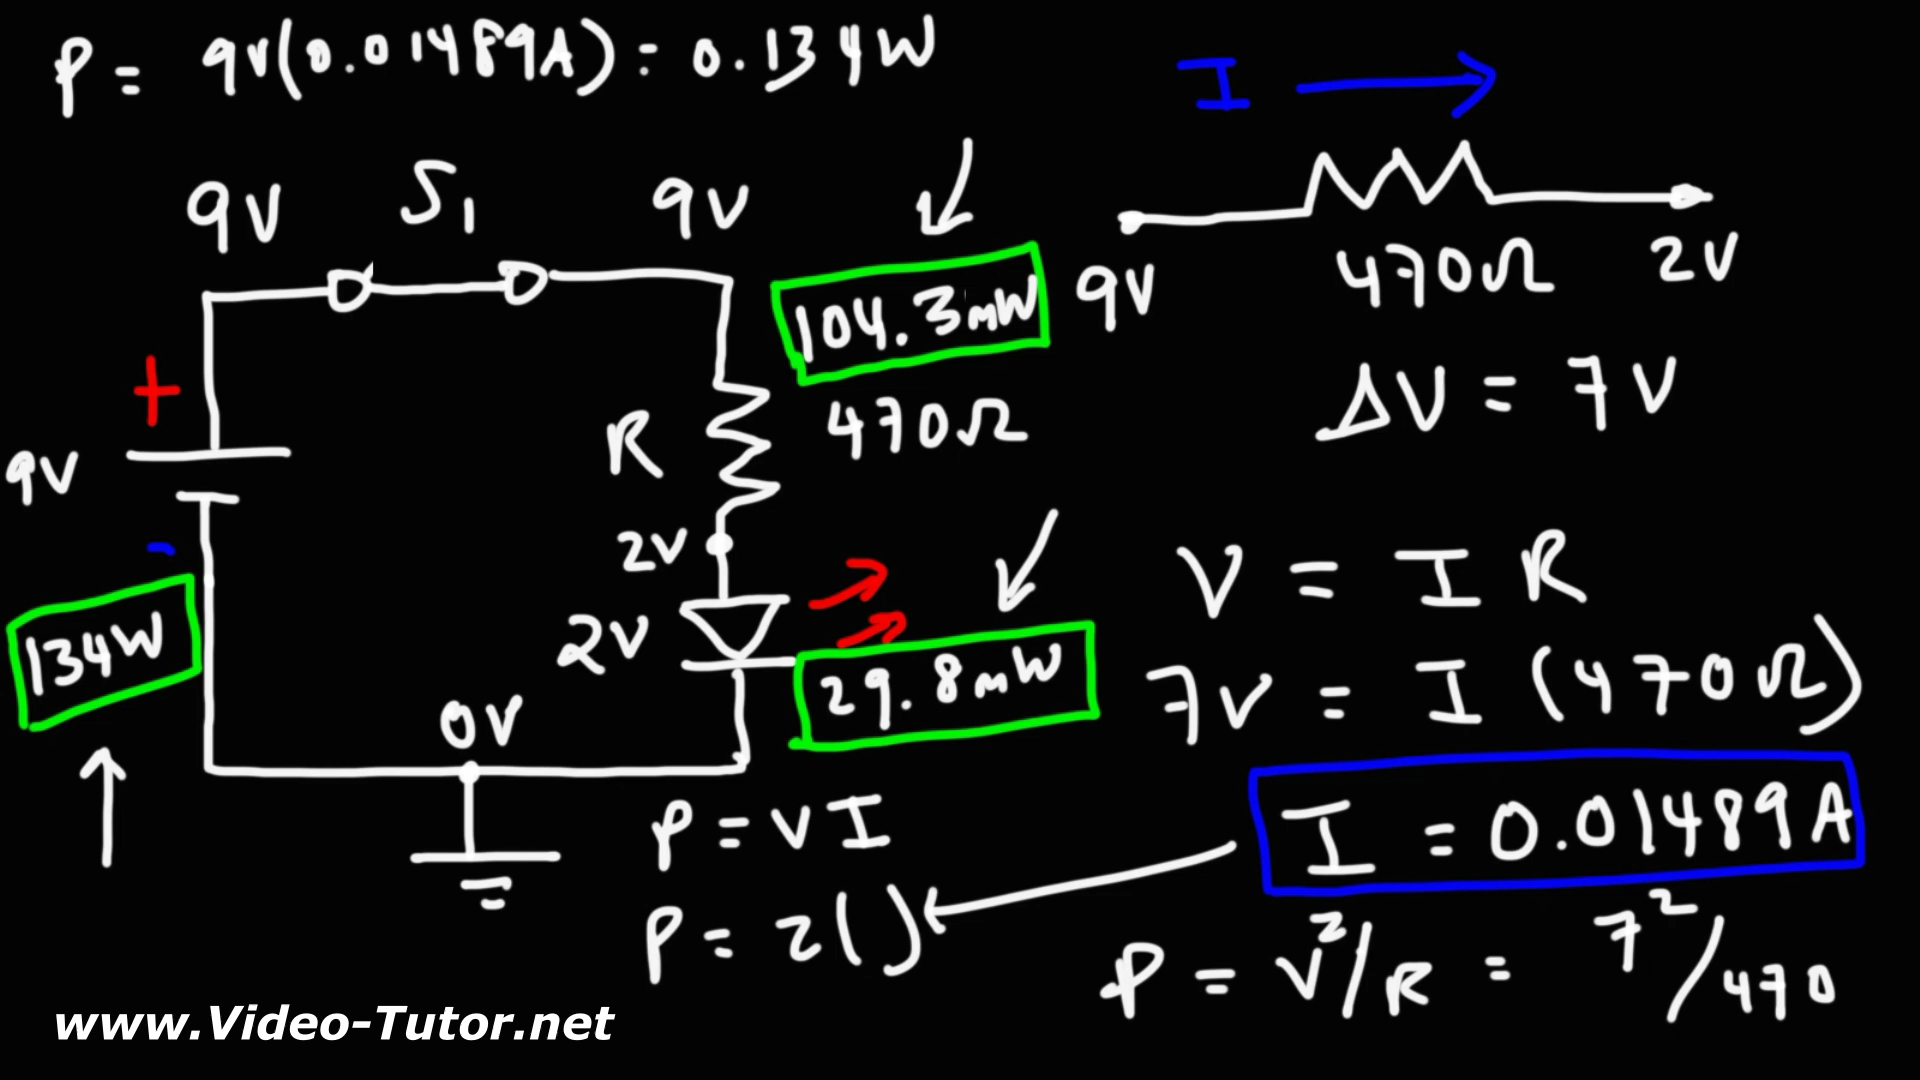 P = 9V(0.01489A) = 0.134W
I
9V S1 9V
104.3mW
9V 470Ω 2V
+
R 470Ω
ΔV = 7V
9V
-
2V
V = I R
134W
2V
29.8mW
7V = I (470Ω)
0V
P = VI
I = 0.01489A
P = 2( )
P = V²/R = 7²/470
www.Video-Tutor.net